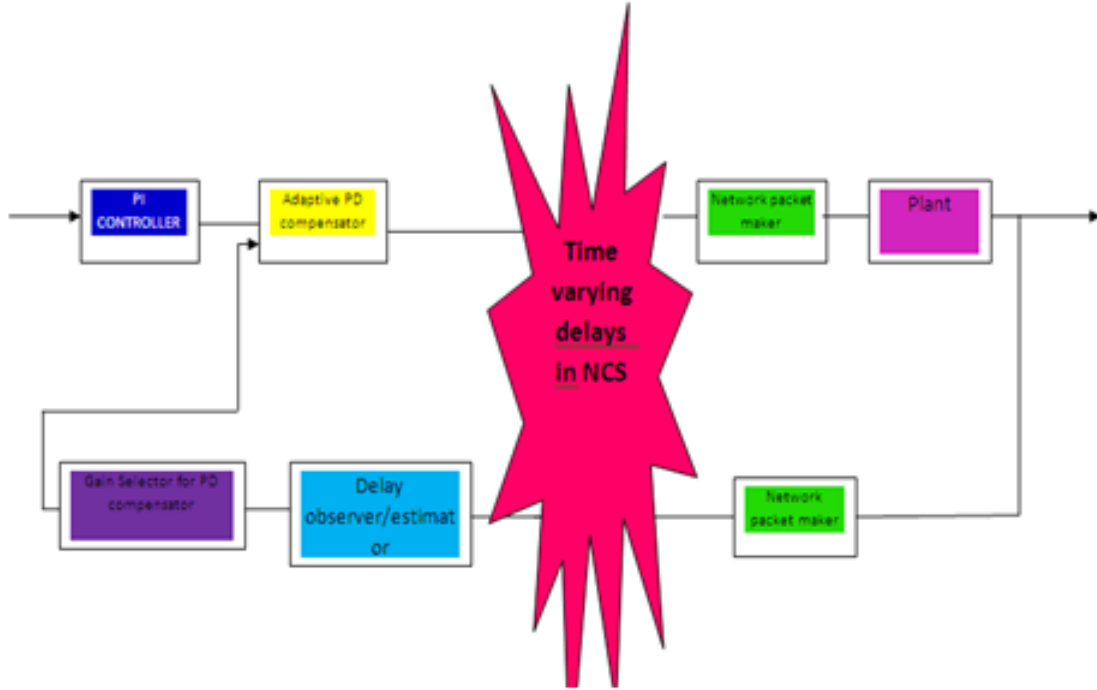 PI
CONTROLLER
Adaptive PD
compensator
Time
varying
delays
in NCS
Network packet
maker
Plant
Gain Selector for PD
compensator
Delay
observer/estimat
or
Network
packet maker